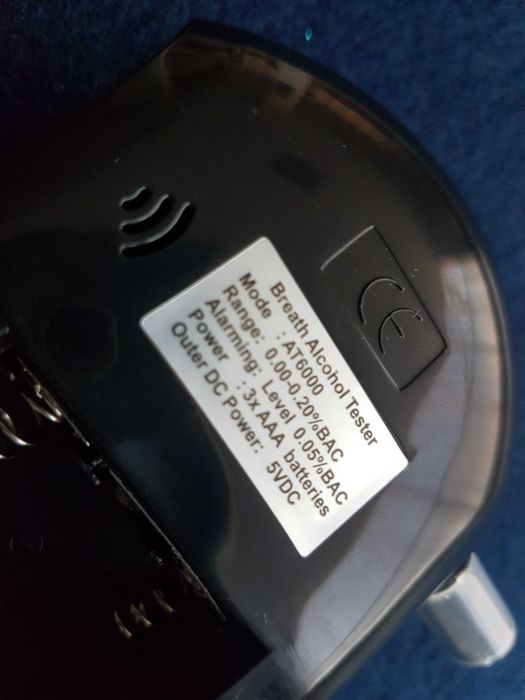 Breath Alcohol Tester
Mode : AT6000
Range: 0.00-0.20%BAC
Alarming: Level 0.05%BAC
Power : 3x AAA batteries
Outer DC Power: 5VDC
CE